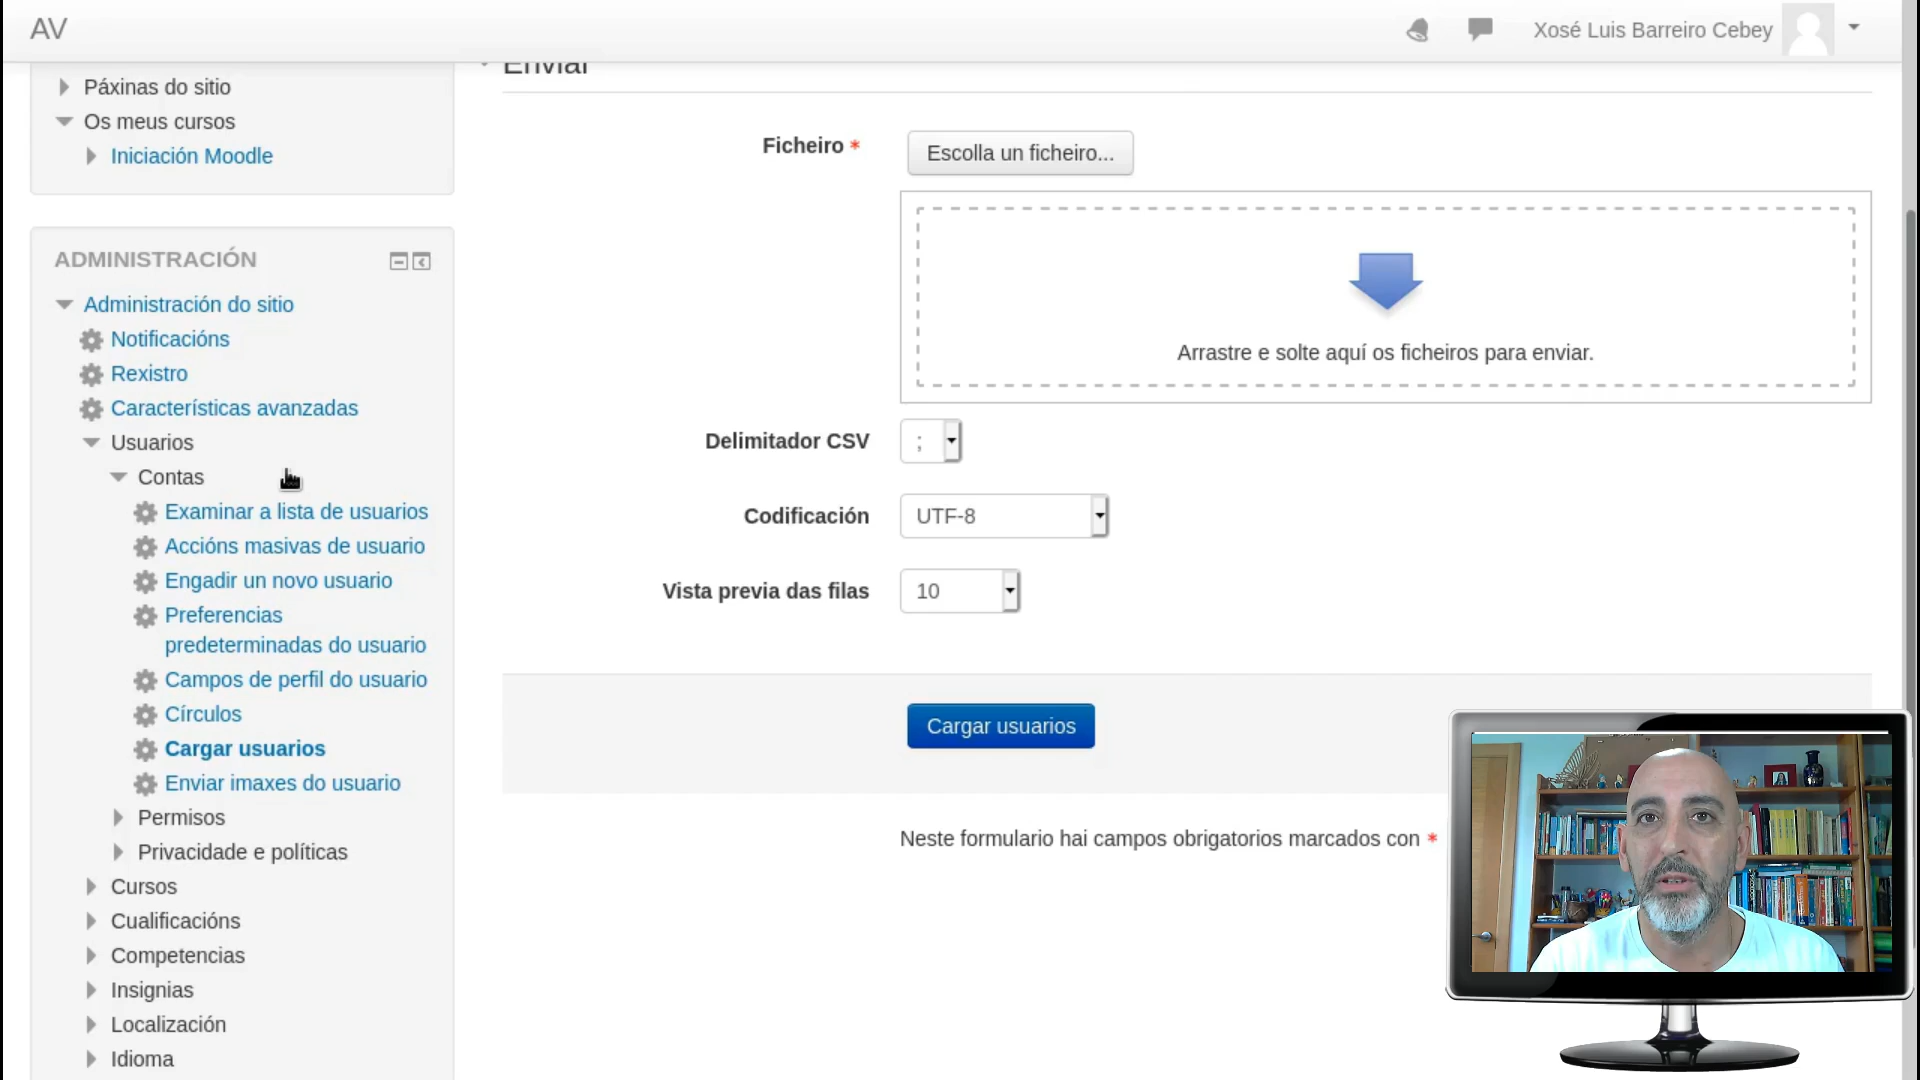 AV
Xosé Luis Barreiro Cebey
Páxinas do sitio
Os meus cursos
Iniciación Moodle
ADMINISTRACIÓN
Administración do sitio
Notificacións
Rexistro
Características avanzadas
Usuarios
Contas
Examinar a lista de usuarios
Accións masivas de usuario
Engadir un novo usuario
Preferencias
predeterminadas do usuario
Campos de perfil do usuario
Círculos
Cargar usuarios
Enviar imaxes do usuario
Permisos
Privacidade e políticas
Cursos
Cualificacións
Competencias
Insignias
Localización
Idioma
Enviar
Ficheiro *
Escolla un ficheiro...
Arrastre e solte aquí os ficheiros para enviar.
Delimitador CSV ;
Codificación UTF-8
Vista previa das filas 10
Cargar usuarios
Neste formulario hai campos obrigatorios marcados con *